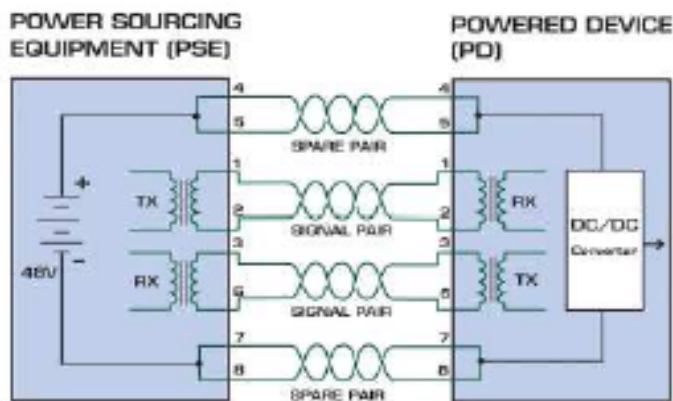 POWER SOURCING
EQUIPMENT (PSE)
POWERED DEVICE
(PD)
4
4
5
5
SPARE PAIR
1
1
+
TX
RX
2
2
SIGNAL PAIR
DC/DC
Converter
3
3
48V
-
RX
TX
6
6
SIGNAL PAIR
7
7
8
8
SPARE PAIR